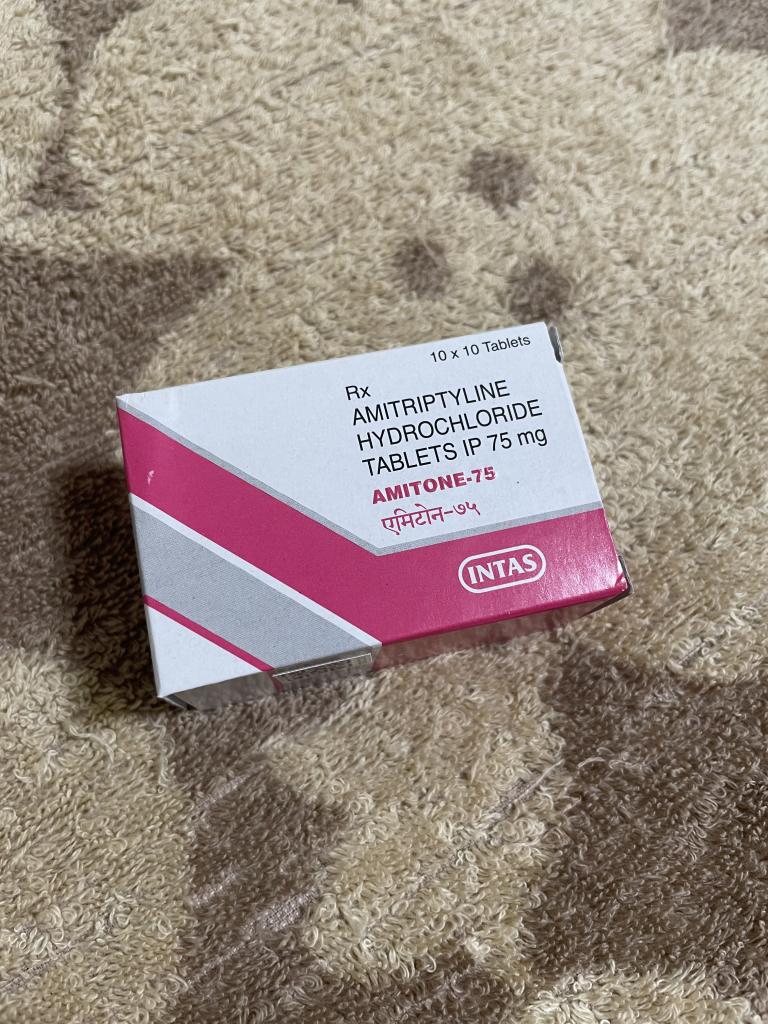 10 x 10 Tablets
Rx
AMITRIPTYLINE
HYDROCHLORIDE
TABLETS IP 75 mg
AMITONE-75
एमिटोन-७५
INTAS